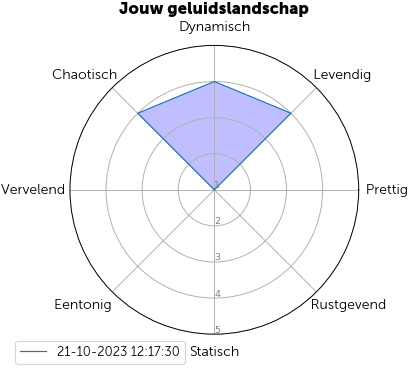 Jouw geluidslandschap
Dynamisch
Chaotisch
Levendig
Vervelend
1
Prettig
2
3
4
Eentonig
Rustgevend
5
21-10-2023 12:17:30
Statisch